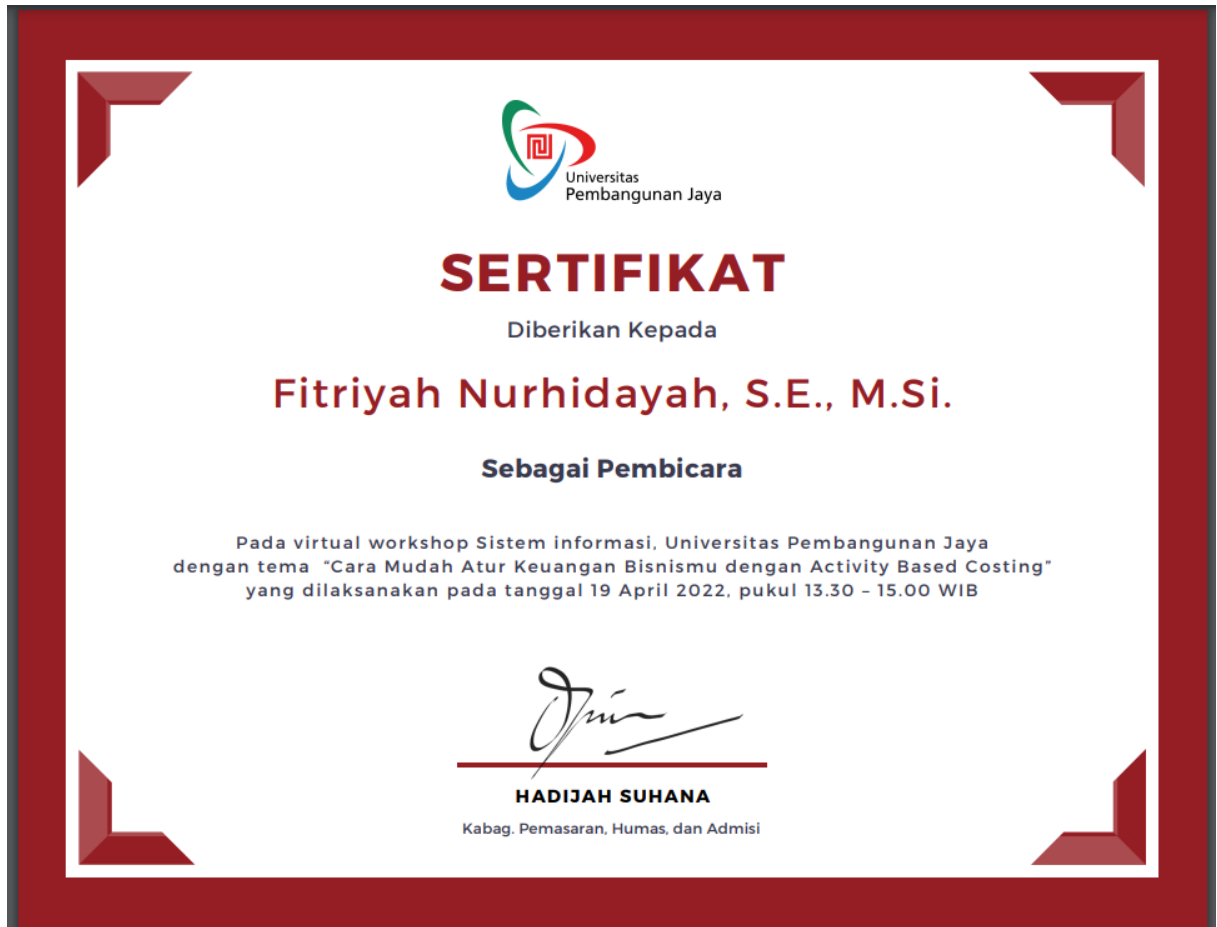 Universitas
Pembangunan Jaya
SERTIFIKAT
Diberikan Kepada
Fitriyah Nurhidayah, S.E., M.Si.
Sebagai Pembicara
Pada virtual workshop Sistem informasi, Universitas Pembangunan Jaya
dengan tema "Cara Mudah Atur Keuangan Bisnismu dengan Activity Based Costing"
yang dilaksanakan pada tanggal 19 April 2022, pukul 13.30 – 15.00 WIB
HADIJAH SUHANA
Kabag. Pemasaran, Humas, dan Admisi